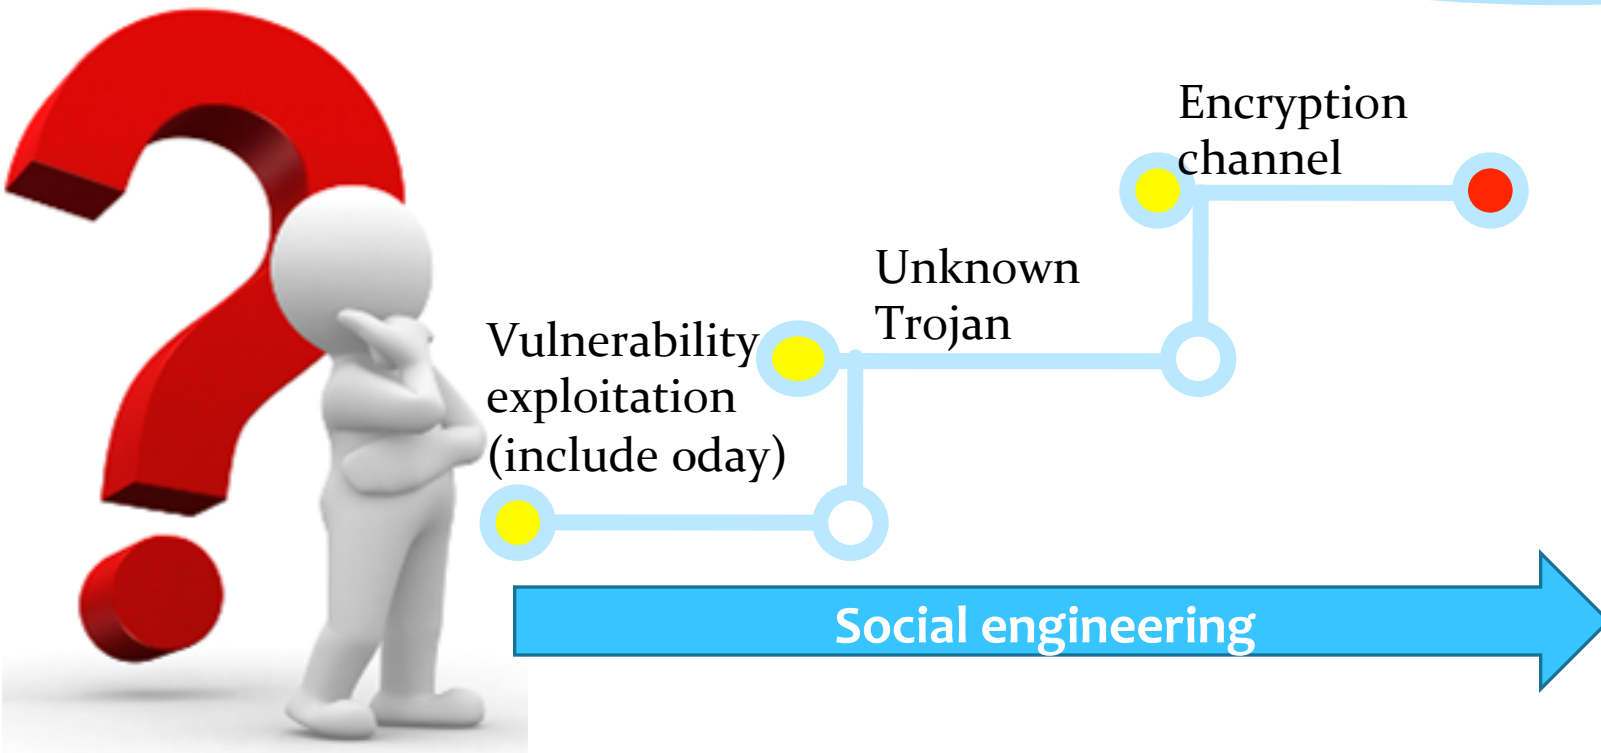 Encryption
channel
Unknown
Trojan
Vulnerability
exploitation
(include oday)
Social engineering